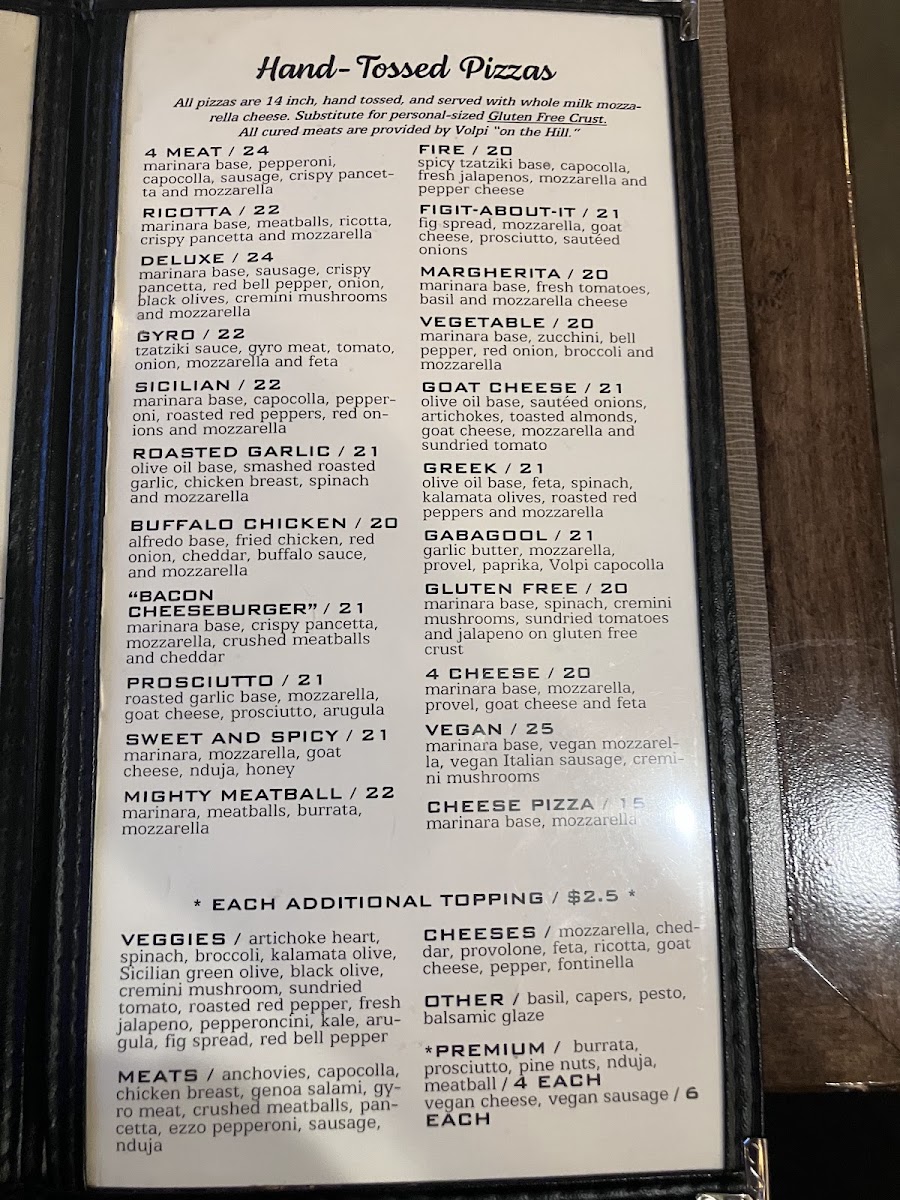 Hand-Tossed Pizzas
All pizzas are 14 inch, hand tossed, and served with whole milk mozza-
rella cheese. Substitute for personal-sized Gluten Free Crust.
All cured meats are provided by Volpi "on the Hill."
4 MEAT / 24
marinara base, pepperoni,
capocolla, sausage, crispy pancet-
ta and mozzarella
RICOTTA / 22
marinara base, meatballs, ricotta,
crispy pancetta and mozzarella
DELUXE / 24
marinara base, sausage, crispy
pancetta, red bell pepper, onion,
black olives, cremini mushrooms
and mozzarella
GYRO / 22
tzatziki sauce, gyro meat, tomato,
onion, mozzarella and feta
SICILIAN / 22
marinara base, capocolla, pepper-
oni, roasted red peppers, red on-
ions and mozzarella
ROASTED GARLIC / 21
olive oil base, smashed roasted
garlic, chicken breast, spinach
and mozzarella
BUFFALO CHICKEN / 20
alfredo base, fried chicken, red
onion, cheddar, buffalo sauce,
and mozzarella
"BACON
CHEESEBURGER" / 21
marinara base, crispy pancetta,
mozzarella, crushed meatballs
and cheddar
PROSCIUTTO / 21
roasted garlic base, mozzarella,
goat cheese, prosciutto, arugula
SWEET AND SPICY / 21
marinara, mozzarella, goat
cheese, nduja, honey
MIGHTY MEATBALL / 22
marinara, meatballs, burrata,
mozzarella
FIRE / 20
spicy tzatziki base, capocolla,
fresh jalapenos, mozzarella and
pepper cheese
FIGIT-ABOUT-IT / 21
fig spread, mozzarella, goat
cheese, prosciutto, sautéed
onions
MARGHERITA / 20
marinara base, fresh tomatoes,
basil and mozzarella cheese
VEGETABLE / 20
marinara base, zucchini, bell
pepper, red onion, broccoli and
mozzarella
GOAT CHEESE / 21
olive oil base, sautéed onions,
artichokes, toasted almonds,
goat cheese, mozzarella and
sundried tomato
GREEK / 21
olive oil base, feta, spinach,
kalamata olives, roasted red
peppers and mozzarella
GABAGOOL / 21
garlic butter, mozzarella,
provel, paprika, Volpi capocolla
GLUTEN FREE / 20
marinara base, spinach, cremini
mushrooms, sundried tomatoes
and jalapeno on gluten free
crust
4 CHEESE / 20
marinara base, mozzarella,
provel, goat cheese and feta
VEGAN / 25
marinara base, vegan mozzarel-
la, vegan Italian sausage, cremi-
ni mushrooms
CHEESE PIZZA / 15
marinara base, mozzarella
* EACH ADDITIONAL TOPPING / $2.5 *
VEGGIES / artichoke heart,
spinach, broccoli, kalamata olive,
Sicilian green olive, black olive,
cremini mushroom, sundried
tomato, roasted red pepper, fresh
jalapeno, pepperoncini, kale, aru-
gula, fig spread, red bell pepper
MEATS / anchovies, capocolla,
chicken breast, genoa salami, gy-
ro meat, crushed meatballs, pan-
cetta, ezzo pepperoni, sausage,
nduja
CHEESES / mozzarella, ched-
dar, provolone, feta, ricotta, goat
cheese, pepper, fontinella
OTHER / basil, capers, pesto,
balsamic glaze
*PREMIUM / burrata,
prosciutto, pine nuts, nduja,
meatball / 4 EACH
vegan cheese, vegan sausage / 6
EACH